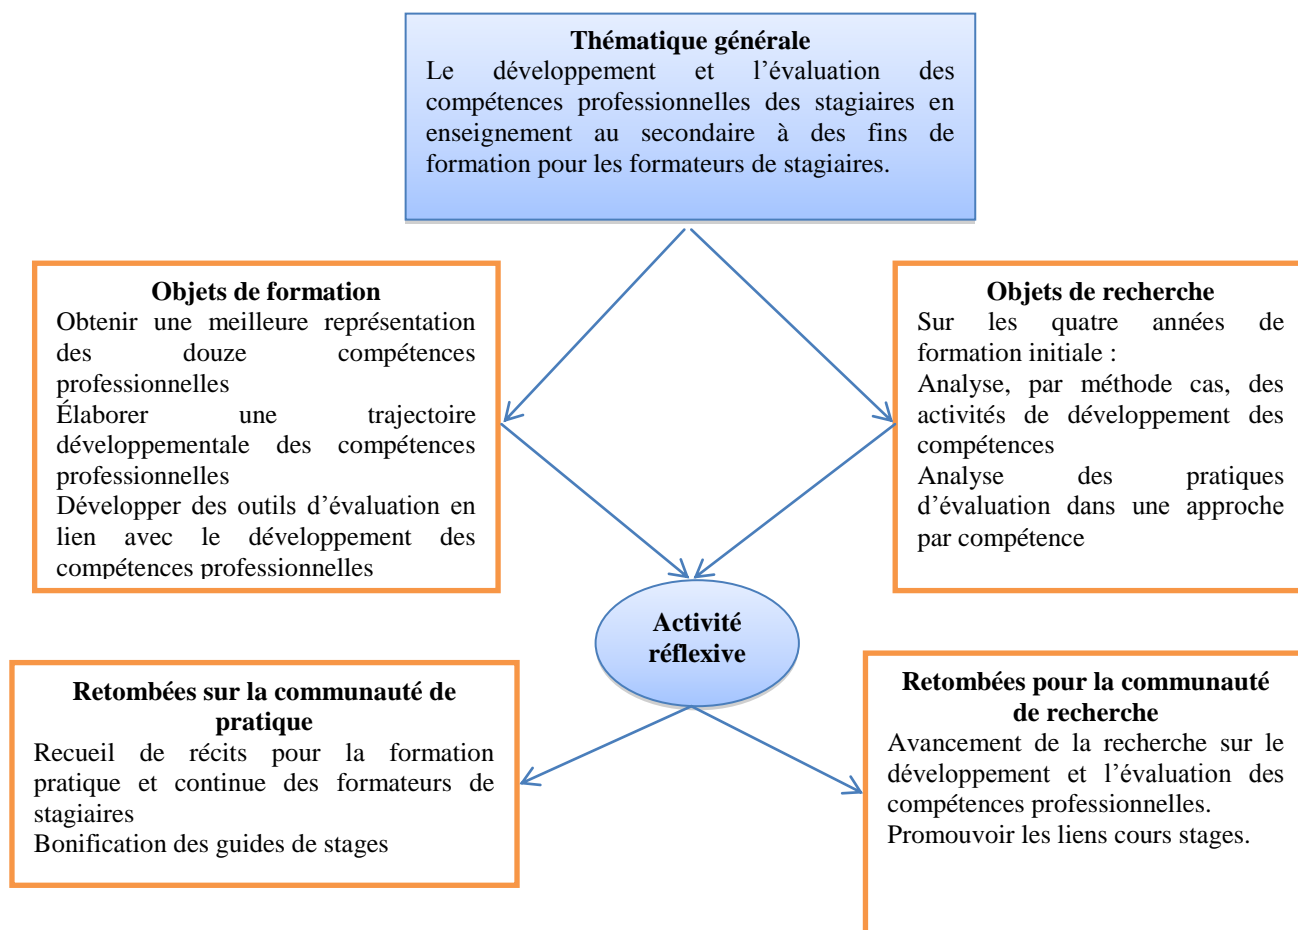 Thématique générale
Le développement et l’évaluation des
compétences professionnelles des stagiaires en
enseignement au secondaire à des fins de
formation pour les formateurs de stagiaires.
Objets de formation
Obtenir une meilleure représentation
des douze compétences
professionnelles
Élaborer une trajectoire
développementale des compétences
professionnelles
Développer des outils d’évaluation en
lien avec le développement des
compétences professionnelles
Objets de recherche
Sur les quatre années de
formation initiale :
Analyse, par méthode cas, des
activités de développement des
compétences
Analyse des pratiques
d’évaluation dans une approche
par compétence
Activité
réflexive
Retombées sur la communauté de
pratique
Recueil de récits pour la formation
pratique et continue des formateurs de
stagiaires
Bonification des guides de stages
Retombées pour la communauté
de recherche
Avancement de la recherche sur le
développement et l’évaluation des
compétences professionnelles.
Promouvoir les liens cours stages.